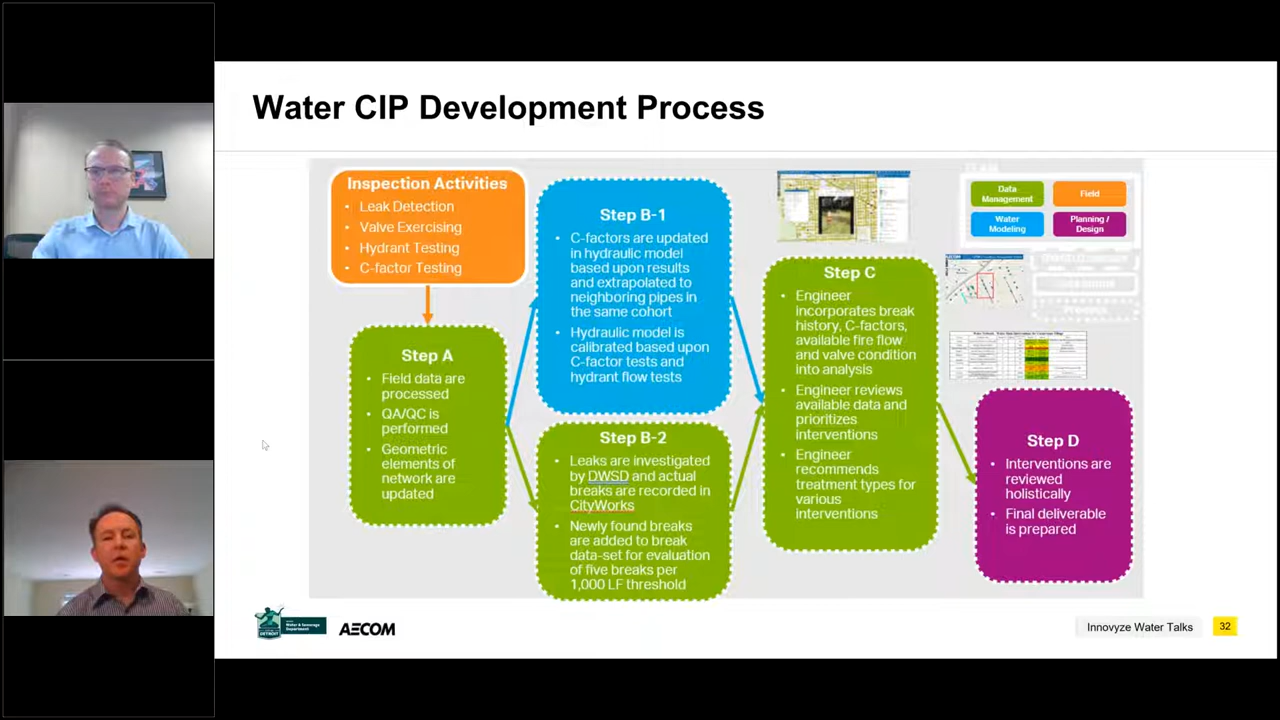 Water CIP Development Process
Inspection Activities
• Leak Detection
• Valve Exercising
• Hydrant Testing
• C-factor Testing
Step A
• Field data are
processed
• QA/QC is
performed
• Geometric
elements of
network are
updated
Step B-1
• C-factors are updated
in hydraulic model
based upon results
and extrapolated to
neighboring pipes in
the same cohort
• Hydraulic model is
calibrated based upon
C-factor tests and
hydrant flow tests
Step B-2
• Leaks are investigated
by DWSD and actual
breaks are recorded in
CityWorks
• Newly found breaks
are added to break
data-set for evaluation
of five breaks per
1,000 LF threshold
Step C
• Engineer
incorporates break
history, C-factors,
available fire flow
and valve condition
into analysis
• Engineer reviews
available data and
prioritizes
interventions
• Engineer
recommends
treatment types for
various
interventions
Data
Management
Field
Water
Modeling
Planning /
Design
Step D
• Interventions are
reviewed
holistically
• Final deliverable
is prepared
DETROIT
Water & Sewerage
Department
AECOM
Innovyze Water Talks
32